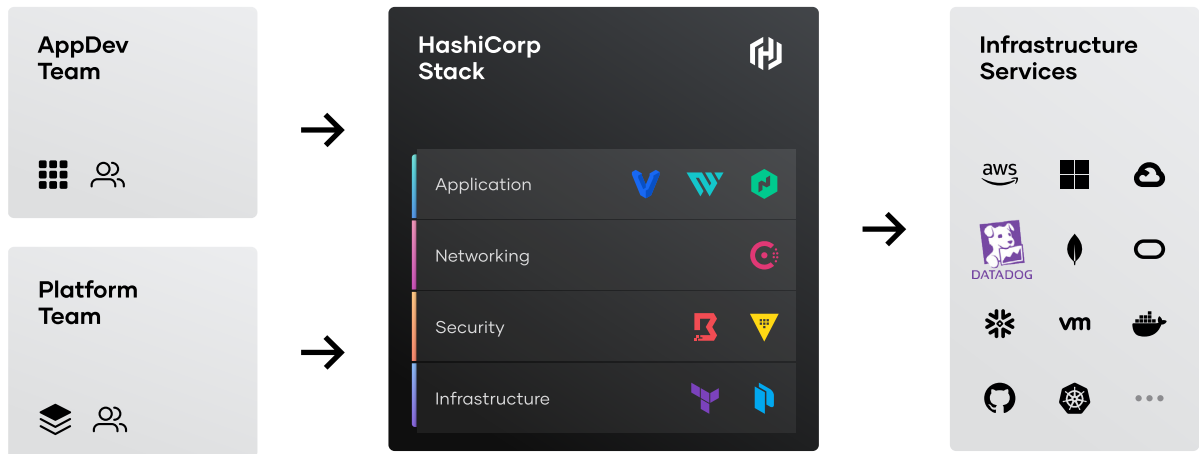 AppDev
Team
Platform
Team
HashiCorp
Stack
Application
Networking
Security
Infrastructure
Infrastructure
Services
aws
DATADOG
vm